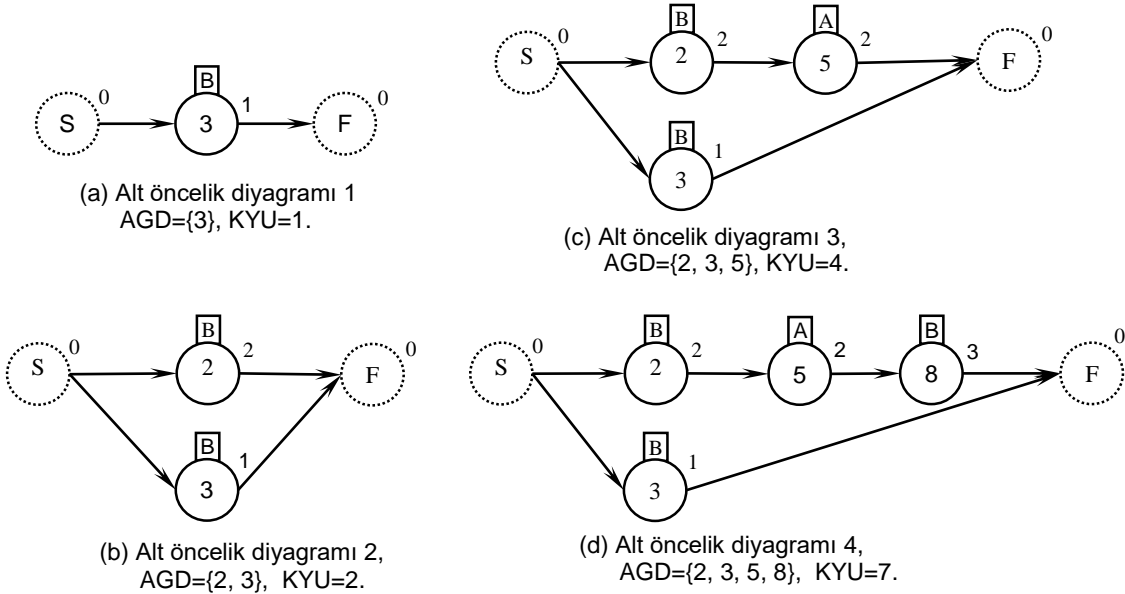 B
0
1
0
S
3
F
(a) Alt öncelik diyagramı 1
AGD={3}, KYU=1.
B
A
0
2
2
0
S
2
5
F
B
1
3
(c) Alt öncelik diyagramı 3,
AGD={2, 3, 5}, KYU=4.
B
0
2
0
S
2
F
B
1
3
(b) Alt öncelik diyagramı 2,
AGD={2, 3}, KYU=2.
B
A
B
0
2
2
3
0
S
2
5
8
F
B
1
3
(d) Alt öncelik diyagramı 4,
AGD={2, 3, 5, 8}, KYU=7.